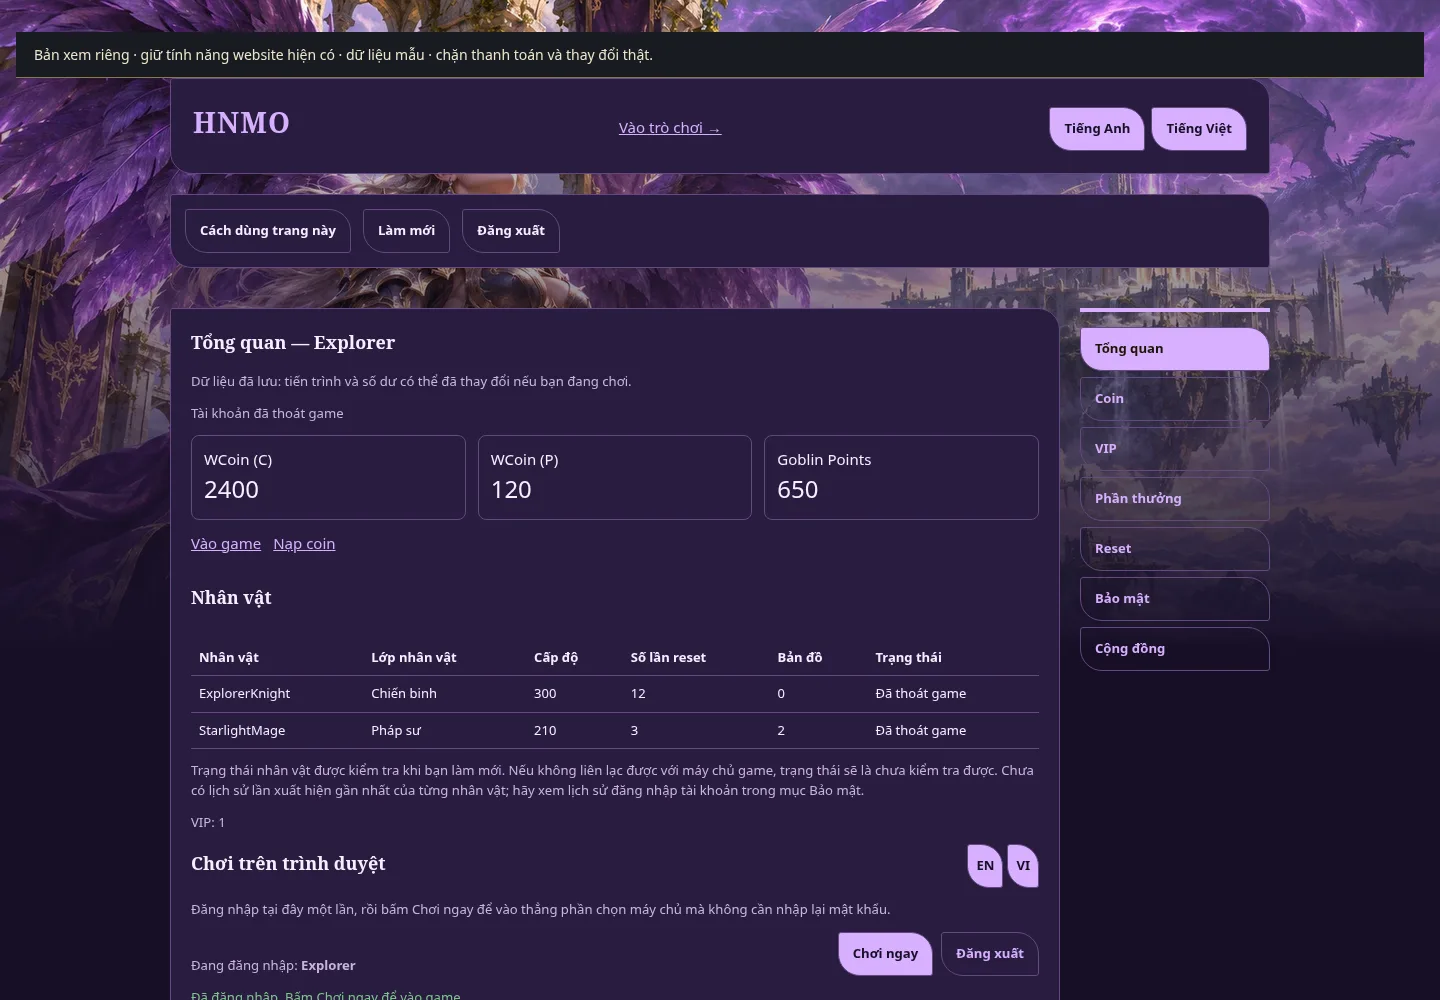 Bản xem riêng · giữ tính năng website hiện có · dữ liệu mẫu · chặn thanh toán và thay đổi thật.
HNMO
Vào trò chơi →
Tiếng Anh
Tiếng Việt
Cách dùng trang này
Làm mới
Đăng xuất
Tổng quan — Explorer
Dữ liệu đã lưu: tiến trình và số dư có thể đã thay đổi nếu bạn đang chơi.
Tài khoản đã thoát game
WCoin (C)
2400
WCoin (P)
120
Goblin Points
650
Vào game Nạp coin
Nhân vật
Nhân vật Lớp nhân vật Cấp độ Số lần reset Bản đồ Trạng thái
ExplorerKnight Chiến binh 300 12 0 Đã thoát game
StarlightMage Pháp sư 210 3 2 Đã thoát game
Trạng thái nhân vật được kiểm tra khi bạn làm mới. Nếu không liên lạc được với máy chủ game, trạng thái sẽ là chưa kiểm tra được. Chưa
có lịch sử lần xuất hiện gần nhất của từng nhân vật; hãy xem lịch sử đăng nhập tài khoản trong mục Bảo mật.
VIP: 1
Chơi trên trình duyệt
EN
VI
Đăng nhập tại đây một lần, rồi bấm Chơi ngay để vào thẳng phần chọn máy chủ mà không cần nhập lại mật khẩu.
Chơi ngay
Đăng xuất
Đang đăng nhập: Explorer
Đã đăng nhập. Bấm Chơi ngay để vào game.
Tổng quan
Coin
VIP
Phần thưởng
Reset
Bảo mật
Cộng đồng